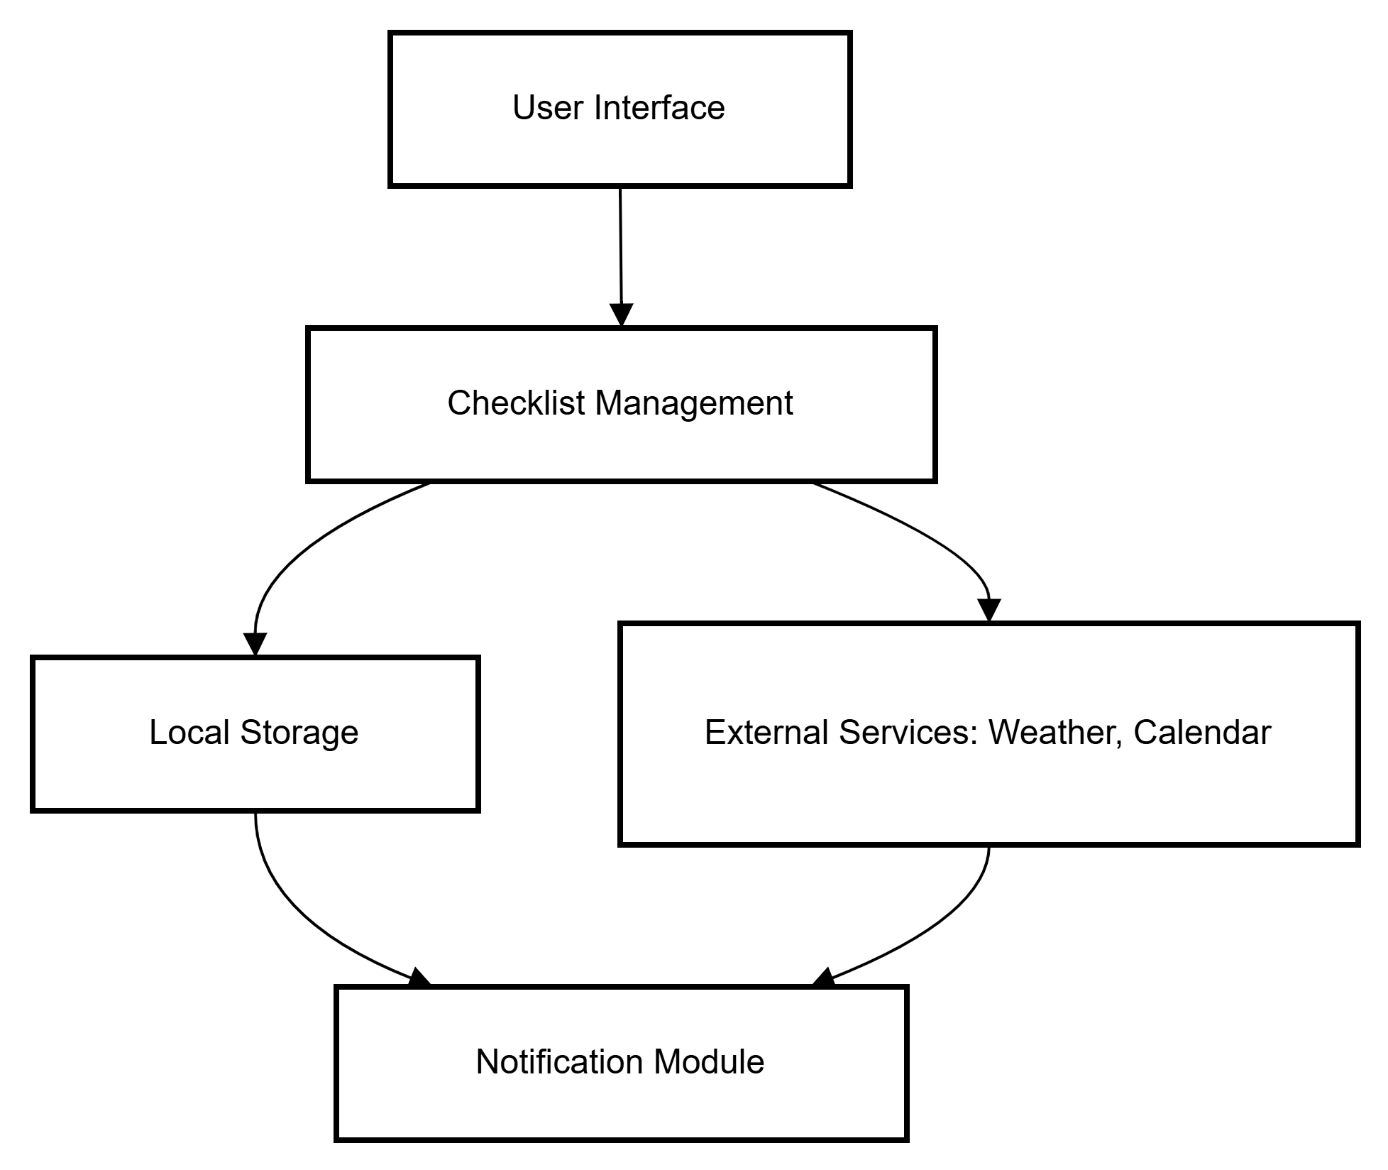 User Interface
Checklist Management
Local Storage
External Services: Weather, Calendar
Notification Module